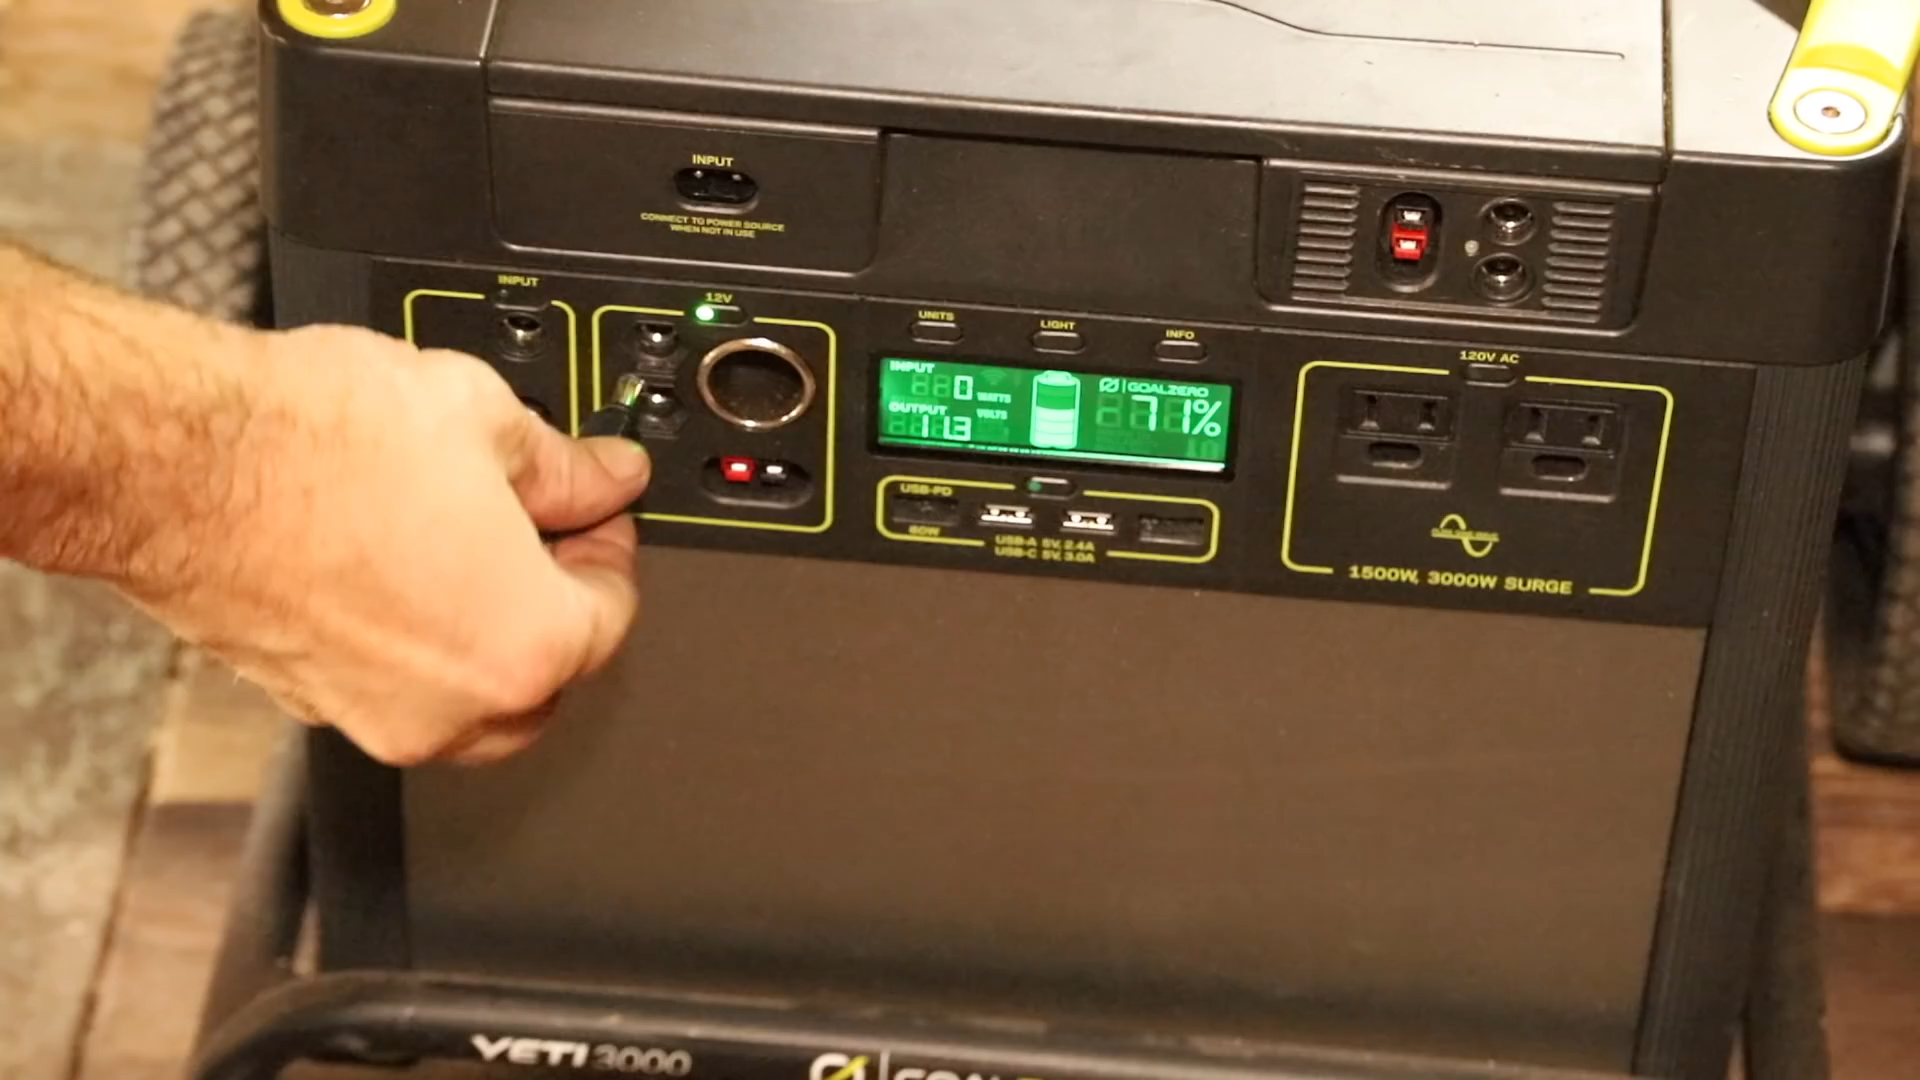 INPUT
CONNECT TO POWER SOURCE
WHEN NOT IN USE
INPUT
12V
UNITS
LIGHT
INFO
120V AC
INPUT
0 WATTS
GOALZERO
71%
OUTPUT
11.3 VOLTS
USB-PD
60W
USB-A 5V, 2.4A
USB-C 5V, 3.0A
1500W, 3000W SURGE
YETI 3000